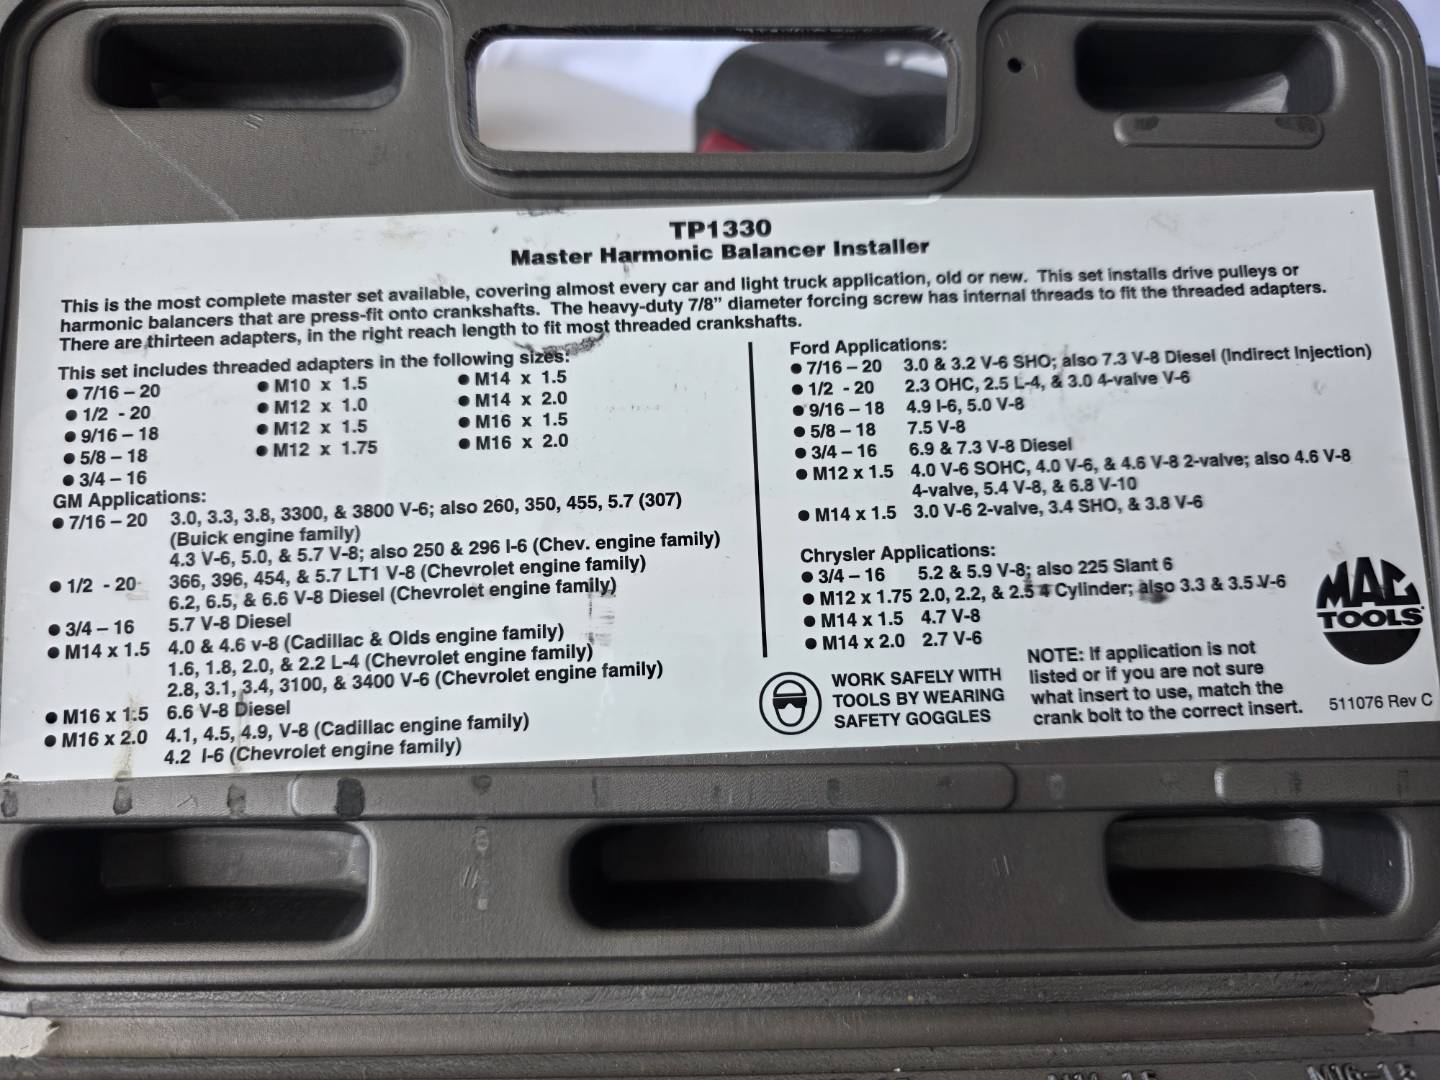 TP1330
Master Harmonic Balancer Installer
This is the most complete master set available, covering almost every car and light truck application, old or new. This set installs drive pulleys or
harmonic balancers that are press-fit onto crankshafts. The heavy-duty 7/8" diameter forcing screw has internal threads to fit the threaded adapters.
There are thirteen adapters, in the right reach length to fit most threaded crankshafts.
This set includes threaded adapters in the following sizes:
● 7/16 – 20
● 1/2 - 20
● 9/16 – 18
● 5/8 – 18
● 3/4 – 16
● M10 x 1.5
● M12 x 1.0
● M12 x 1.5
● M12 x 1.75
● M14 x 1.5
● M14 x 2.0
● M16 x 1.5
● M16 x 2.0
GM Applications:
● 7/16 – 20 3.0, 3.3, 3.8, 3300, & 3800 V-6; also 260, 350, 455, 5.7 (307)
(Buick engine family)
4.3 V-6, 5.0, & 5.7 V-8; also 250 & 296 I-6 (Chev. engine family)
● 1/2 - 20 366, 396, 454, & 5.7 LT1 V-8 (Chevrolet engine family)
6.2, 6.5, & 6.6 V-8 Diesel (Chevrolet engine family)
● 3/4 – 16 5.7 V-8 Diesel
● M14 x 1.5 4.0 & 4.6 v-8 (Cadillac & Olds engine family)
1.6, 1.8, 2.0, & 2.2 L-4 (Chevrolet engine family)
2.8, 3.1, 3.4, 3100, & 3400 V-6 (Chevrolet engine family)
● M16 x 1.5 6.6 V-8 Diesel
● M16 x 2.0 4.1, 4.5, 4.9, V-8 (Cadillac engine family)
4.2 I-6 (Chevrolet engine family)
Ford Applications:
● 7/16 – 20 3.0 & 3.2 V-6 SHO; also 7.3 V-8 Diesel (Indirect Injection)
● 1/2 - 20 2.3 OHC, 2.5 L-4, & 3.0 4-valve V-6
● 9/16 – 18 4.9 I-6, 5.0 V-8
● 5/8 – 18 7.5 V-8
● 3/4 – 16 6.9 & 7.3 V-8 Diesel
● M12 x 1.5 4.0 V-6 SOHC, 4.0 V-6, & 4.6 V-8 2-valve; also 4.6 V-8
4-valve, 5.4 V-8, & 6.8 V-10
● M14 x 1.5 3.0 V-6 2-valve, 3.4 SHO, & 3.8 V-6
Chrysler Applications:
● 3/4 – 16 5.2 & 5.9 V-8; also 225 Slant 6
● M12 x 1.75 2.0, 2.2, & 2.5 4 Cylinder; also 3.3 & 3.5 V-6
● M14 x 1.5 4.7 V-8
● M14 x 2.0 2.7 V-6
WORK SAFELY WITH
TOOLS BY WEARING
SAFETY GOGGLES
NOTE: If application is not
listed or if you are not sure
what insert to use, match the
crank bolt to the correct insert.
MAC
TOOLS
511076 Rev C